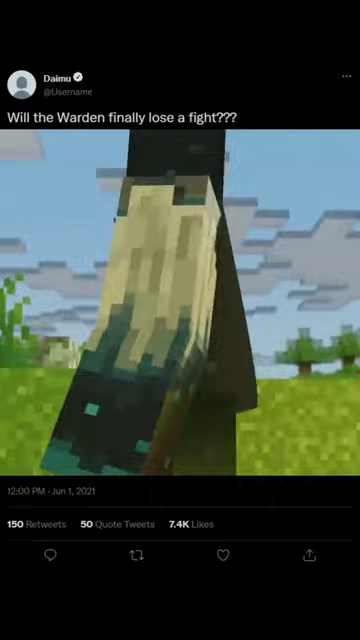 Daimu
@Username
Will the Warden finally lose a fight???
12:00 PM · Jun 1, 2021
150 Retweets 50 Quote Tweets 7.4K Likes